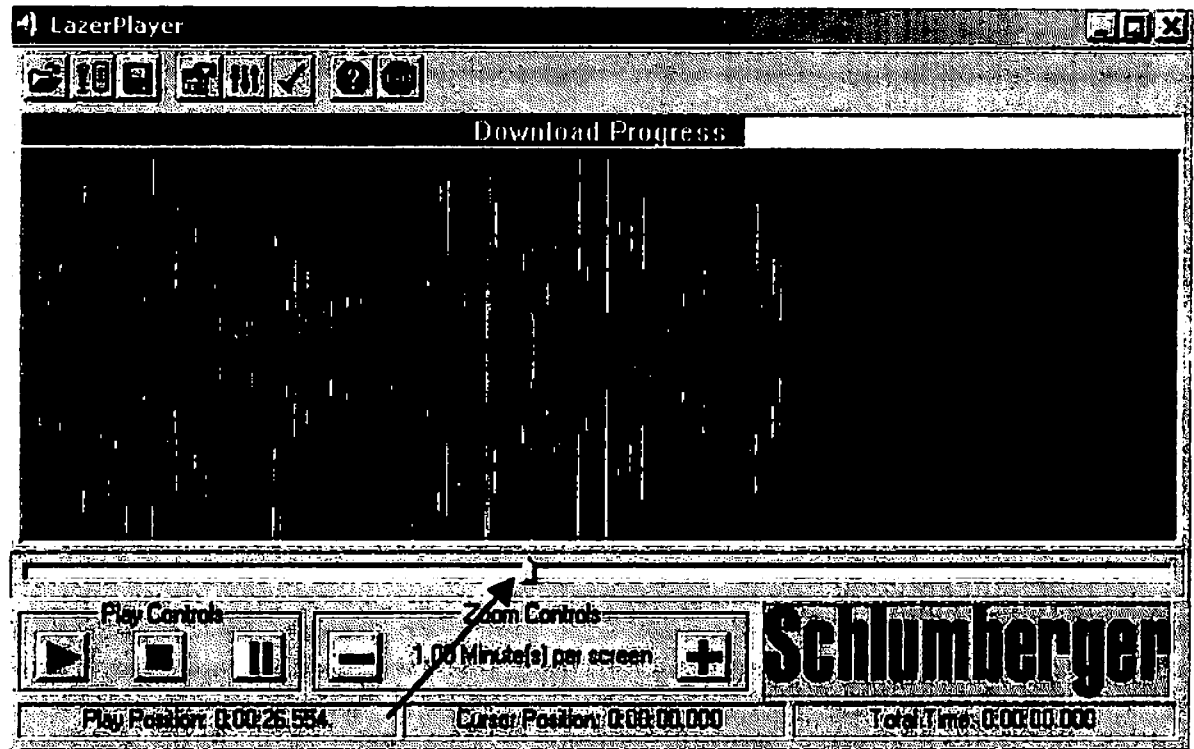 LazerPlayer
Download Progress
Play Controls
Zoom Controls
1.00 Minute(s) per screen
Schlumberger
Play Position: 0:00:26.584
Cursor Position: 0:00:00.000
Total Time: 0:00:00.000